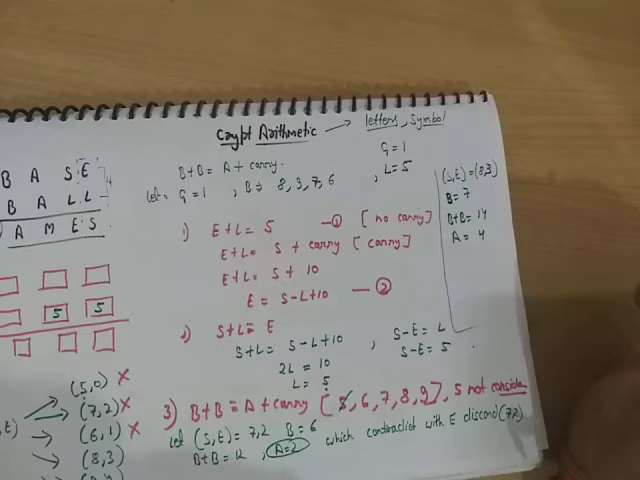 Crypt Arithmetic → letters, symbol
B A S E
B A L L
A M E S
5 5
(5,0) ×
(7,2) ×
(6,1) ×
(8,3)
B+B = A + carry.
let, G = 1 , B ⇒ 8, 9, 7, 6
G = 1
, L = 5
1) E+L = 5 — ① [no carry]
E+L = S + carry [carry]
E+L = S + 10
E = S-L+10 — ②
2) S+L = E
S+L = S-L+10
2L = 10
L = 5
, S-E = L
S-E = 5
3) B+B = A + carry [5, 6, 7, 8, 9], 5 not consider
let (S,E) = 7,2 B = 6
B+B = 12 , A=2 which contradict with E discard (7,2)
(S,E) = (8,3)
B = 7
B+B = 14
A = 4